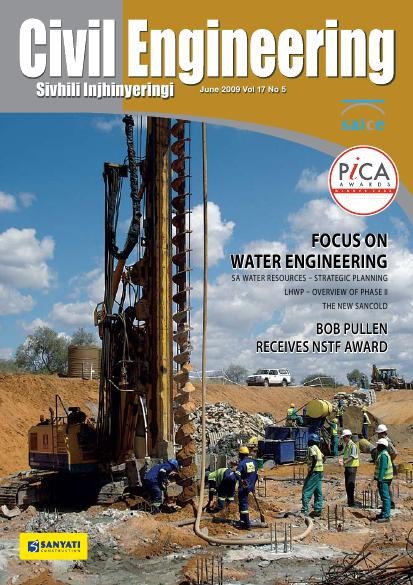 Civil Engineering
Sivhili Injhinyeringi
June 2009 Vol 17 No 5
saice
PiCA
AWARDS
FOCUS ON
WATER ENGINEERING
SA WATER RESOURCES – STRATEGIC PLANNING
LHWP – OVERVIEW OF PHASE II
THE NEW SANCOLD
BOB PULLEN
RECEIVES NSTF AWARD
SANYATI
CONSTRUCTION